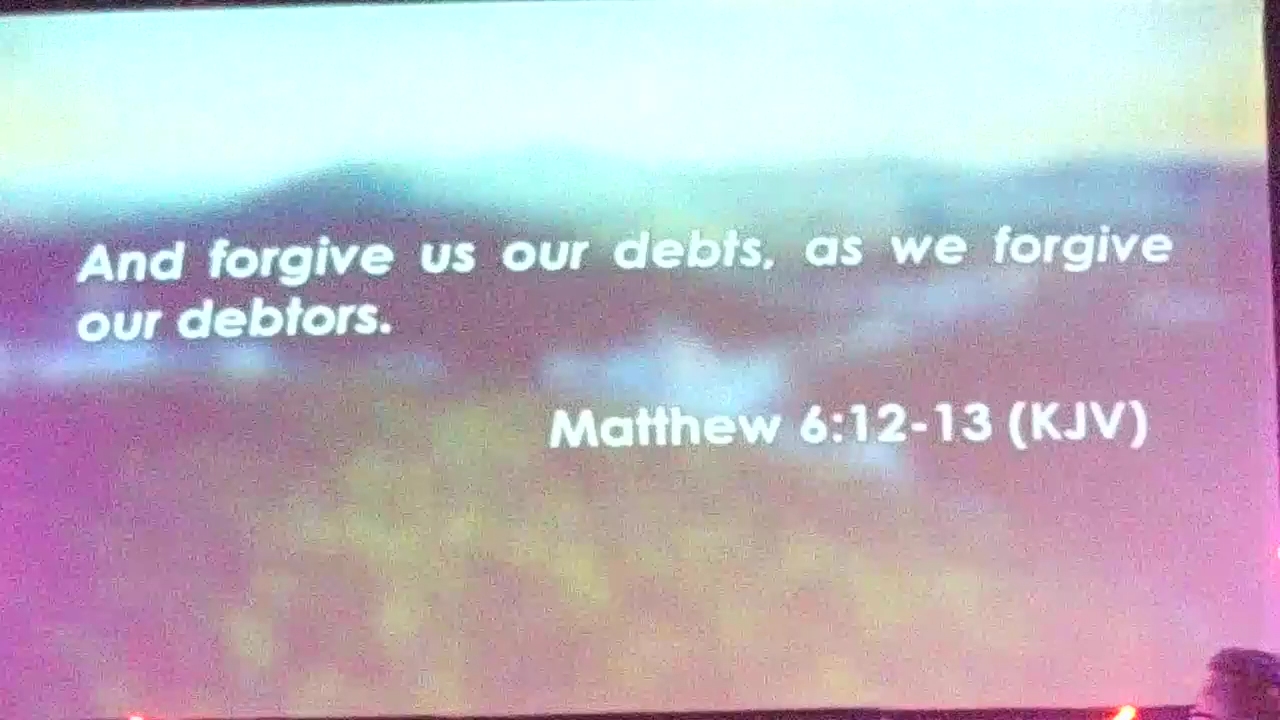 And forgive us our debts, as we forgive
our debtors.
Matthew 6:12-13 (KJV)